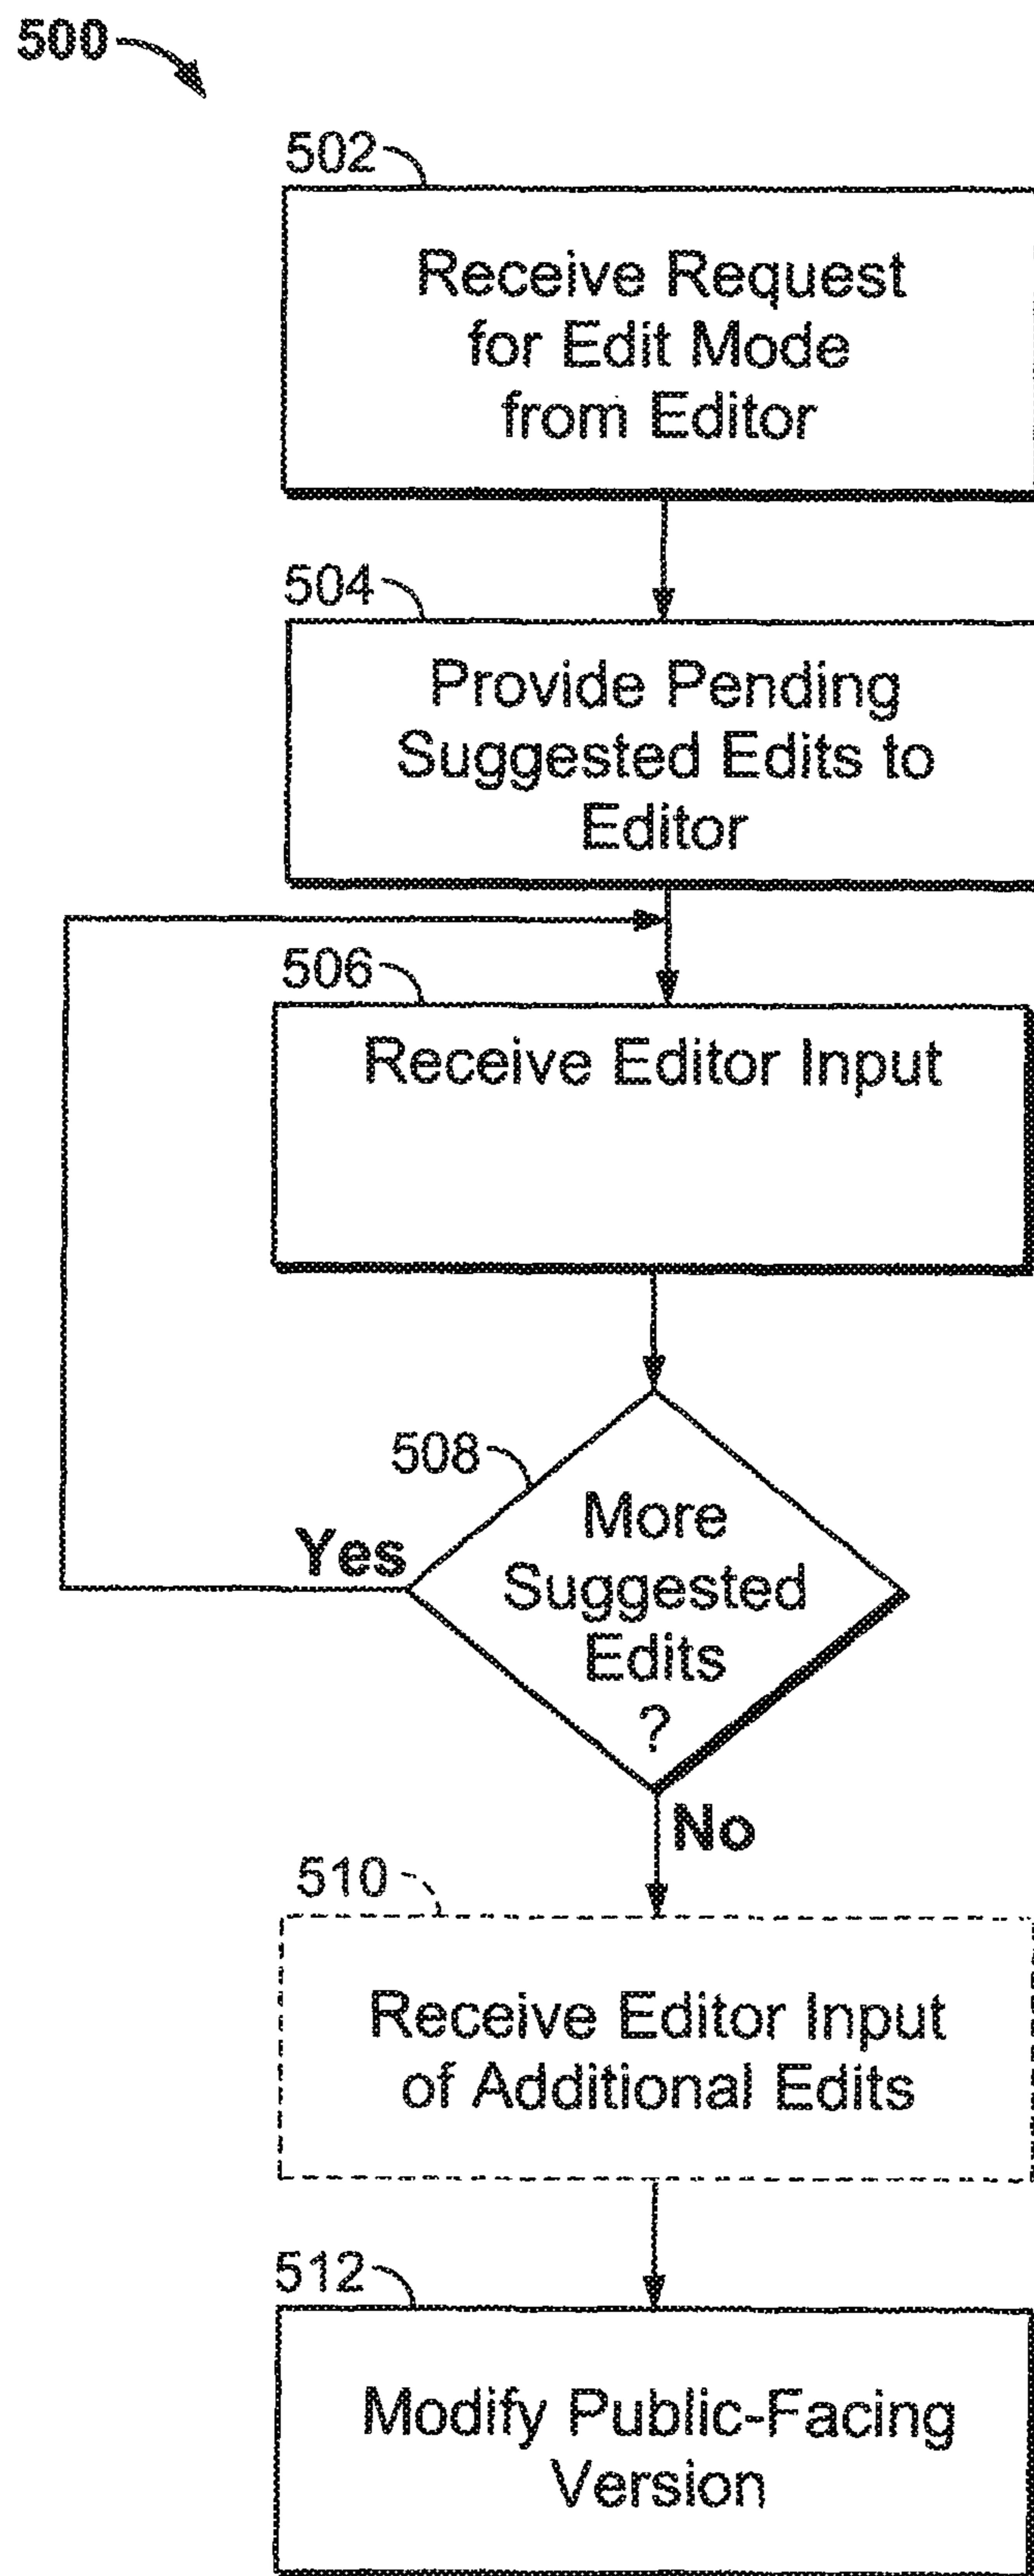 500
502
Receive Request
for Edit Mode
from Editor
504
Provide Pending
Suggested Edits to
Editor
506
Receive Editor Input
508
Yes
More
Suggested
Edits
?
No
510
Receive Editor Input
of Additional Edits
512
Modify Public-Facing
Version